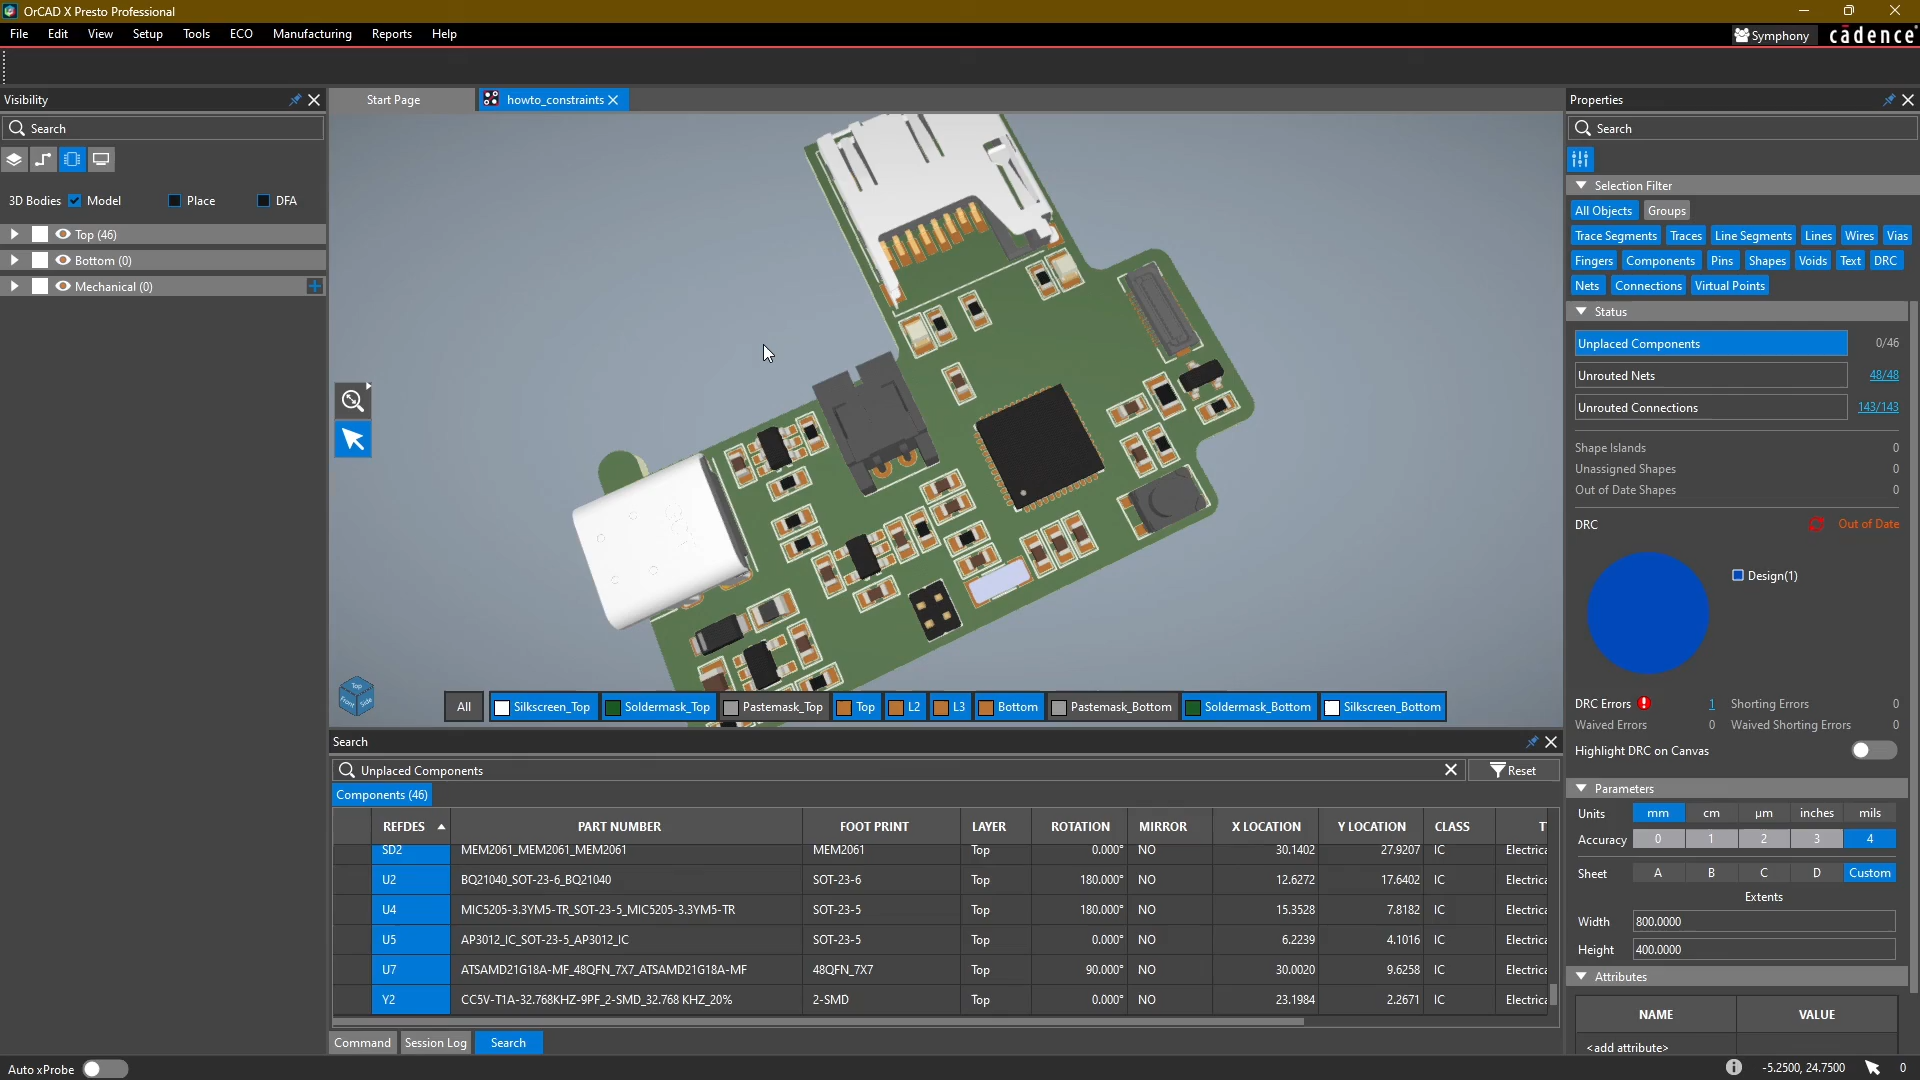 OrCAD X Presto Professional
File Edit View Setup Tools ECO Manufacturing Reports Help
Symphony cādence
Visibility
Search
3D Bodies Model Place DFA
Top (46)
Bottom (0)
Mechanical (0)
Start Page howto_constraints
Top Front Side
All Silkscreen_Top Soldermask_Top Pastemask_Top Top L2 L3 Bottom Pastemask_Bottom Soldermask_Bottom Silkscreen_Bottom
Search
Unplaced Components Reset
Components (46)
REFDES PART NUMBER FOOT PRINT LAYER ROTATION MIRROR X LOCATION Y LOCATION CLASS T
SD2 MEM2061_MEM2061_MEM2061 MEM2061 Top 0.000° NO 30.1402 27.9207 IC Electrica
U2 BQ21040_SOT-23-6_BQ21040 SOT-23-6 Top 180.000° NO 12.6272 17.6402 IC Electrica
U4 MIC5205-3.3YM5-TR_SOT-23-5_MIC5205-3.3YM5-TR SOT-23-5 Top 180.000° NO 15.3528 7.8182 IC Electrica
U5 AP3012_IC_SOT-23-5_AP3012_IC SOT-23-5 Top 0.000° NO 6.2239 4.1016 IC Electrica
U7 ATSAMD21G18A-MF_48QFN_7X7_ATSAMD21G18A-MF 48QFN_7X7 Top 90.000° NO 30.0020 9.6258 IC Electrica
Y2 CC5V-T1A-32.768KHZ-9PF_2-SMD_32.768 KHZ_20% 2-SMD Top 0.000° NO 23.1984 2.2671 IC Electrica
Command Session Log Search
Properties
Search
Selection Filter
All Objects Groups
Trace Segments Traces Line Segments Lines Wires Vias
Fingers Components Pins Shapes Voids Text DRC
Nets Connections Virtual Points
Status
Unplaced Components 0/46
Unrouted Nets 48/48
Unrouted Connections 143/143
Shape Islands 0
Unassigned Shapes 0
Out of Date Shapes 0
DRC Out of Date
Design(1)
DRC Errors 1 Shorting Errors 0
Waived Errors 0 Waived Shorting Errors 0
Highlight DRC on Canvas
Parameters
Units mm cm µm inches mils
Accuracy 0 1 2 3 4
Sheet A B C D Custom
Extents
Width 800.0000
Height 400.0000
Attributes
NAME VALUE
<add attribute>
Auto xProbe -5.2500, 24.7500 0